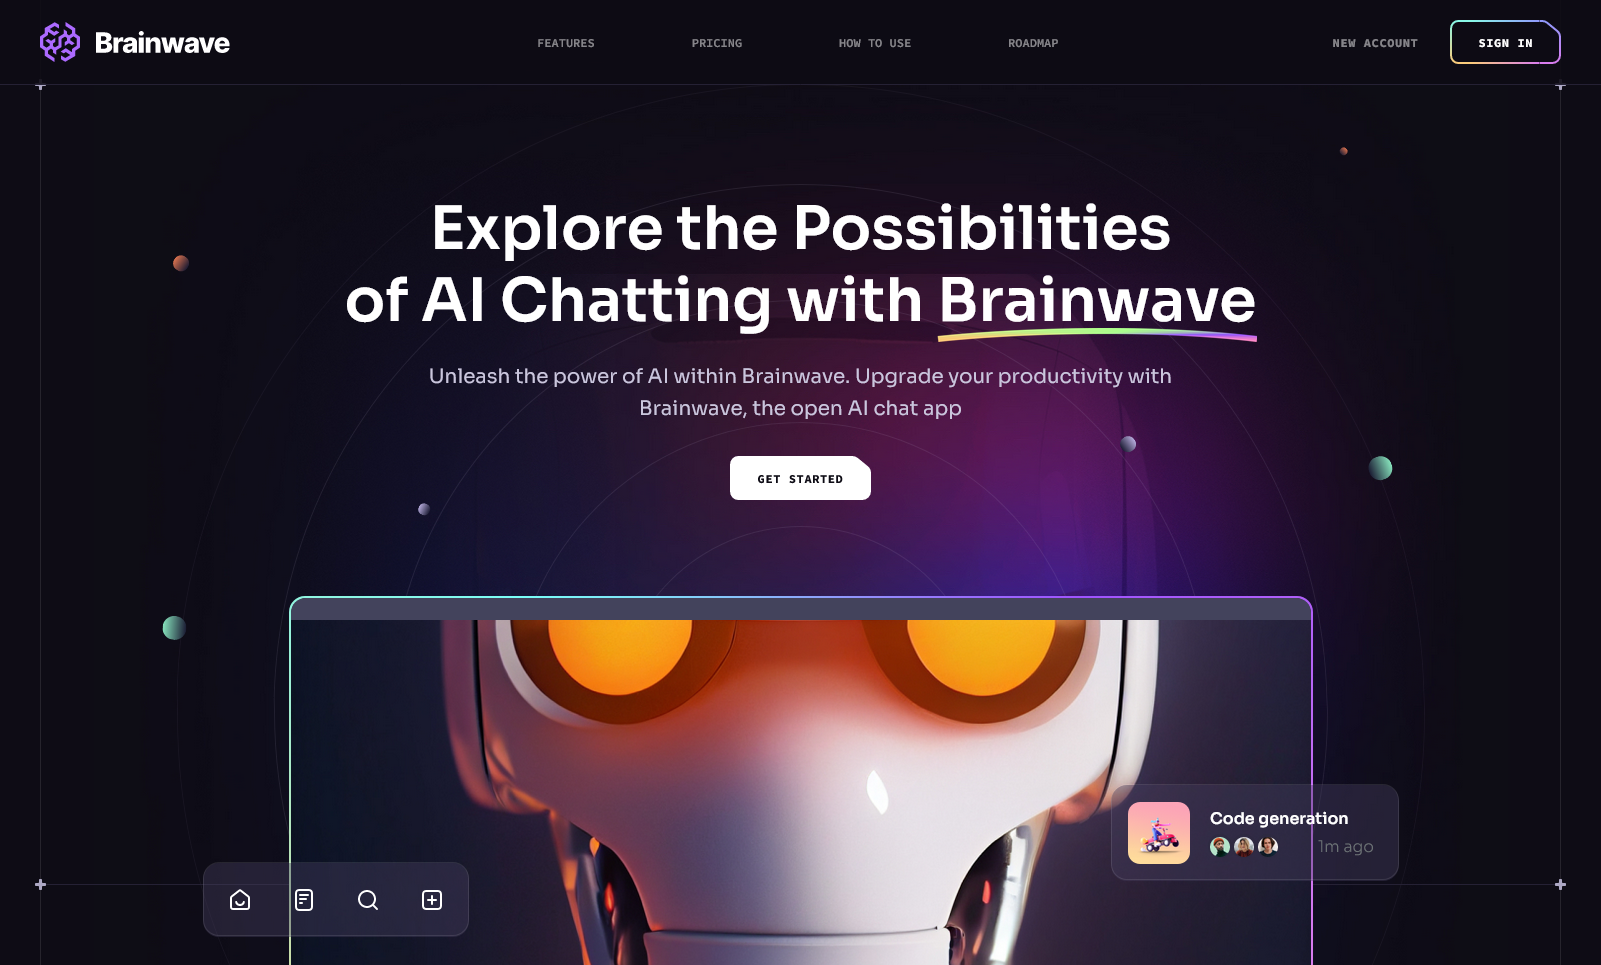 Brainwave
FEATURES
PRICING
HOW TO USE
ROADMAP
NEW ACCOUNT
SIGN IN
Explore the Possibilities
of AI Chatting with Brainwave
Unleash the power of AI within Brainwave. Upgrade your productivity with
Brainwave, the open AI chat app
GET STARTED
Code generation
1m ago